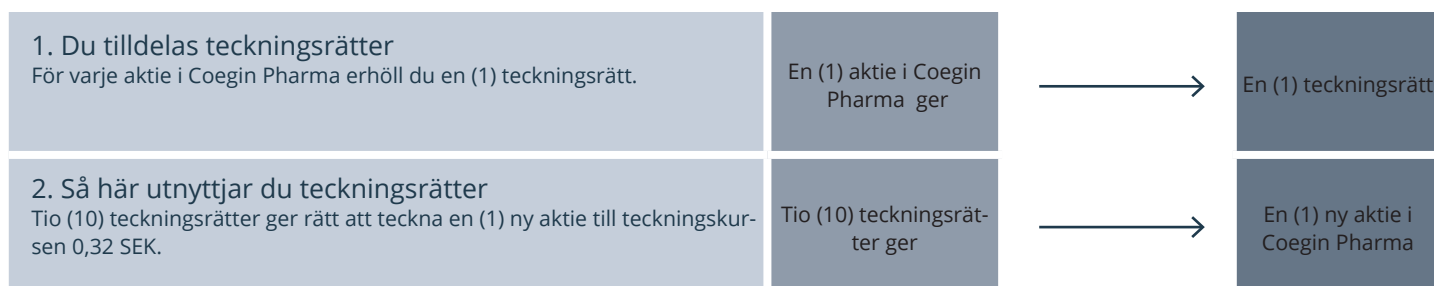 1. Du tilldelas teckningsrätter
För varje aktie i Coegin Pharma erhöll du en (1) teckningsrätt.
En (1) aktie i Coegin
Pharma  ger
En (1) teckningsrätt
2. Så här utnyttjar du teckningsrätter
Tio (10) teckningsrätter ger rätt att teckna en (1) ny aktie till teckningskur-
sen 0,32 SEK.
Tio (10) teckningsrät-
ter ger
En (1) ny aktie i
Coegin Pharma